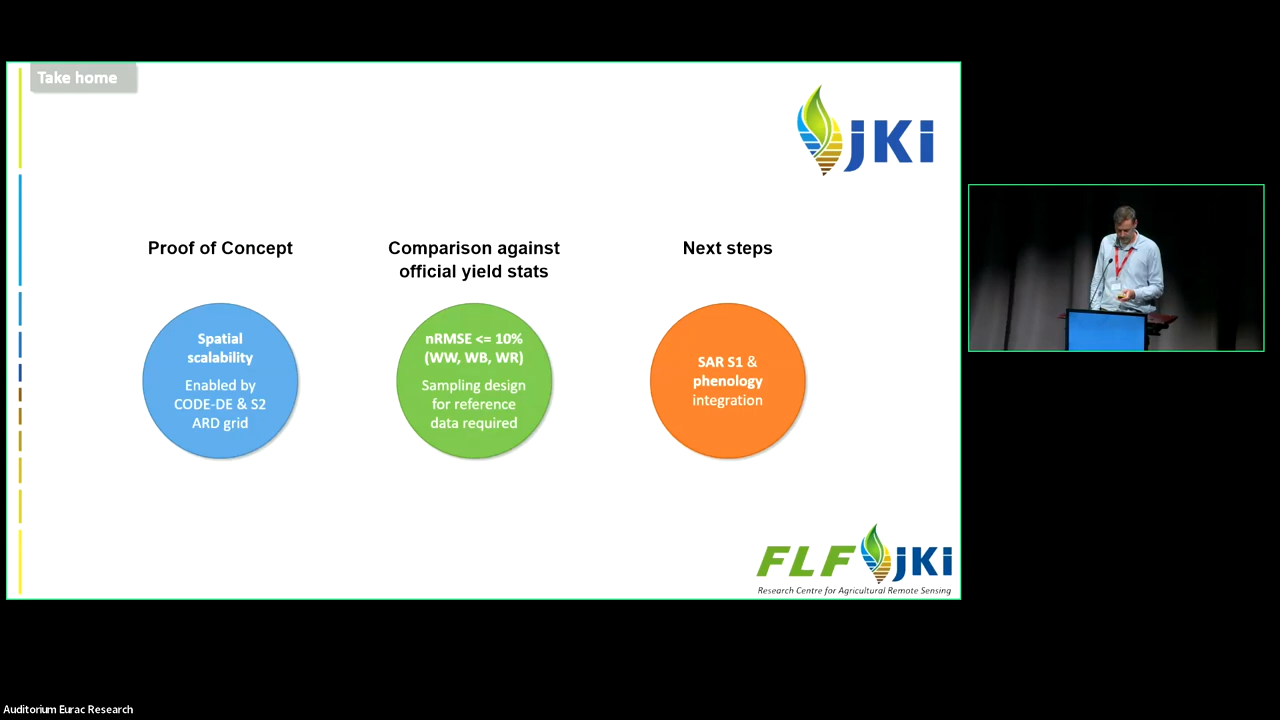 Take home
jKi
Proof of Concept
Comparison against
official yield stats
Next steps
Spatial
scalability
Enabled by
CODE-DE & S2
ARD grid
nRMSE <= 10%
(WW, WB, WR)
Sampling design
for reference
data required
SAR S1 &
phenology
integration
FLF jKi
Research Centre for Agricultural Remote Sensing
Auditorium Eurac Research